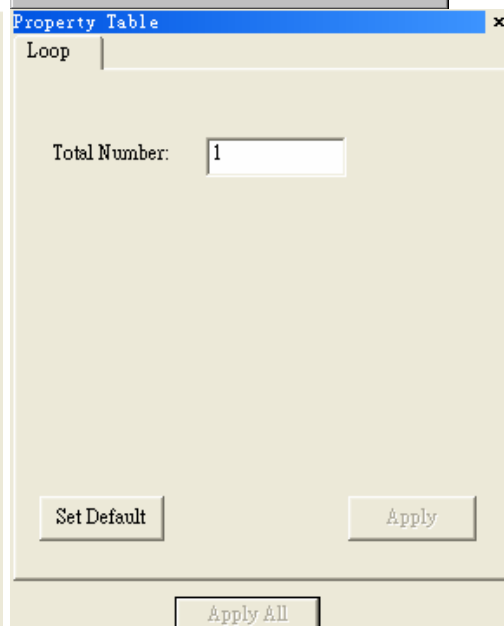 Property Table
Loop
Total Number: 1
Set Default Apply
Apply All